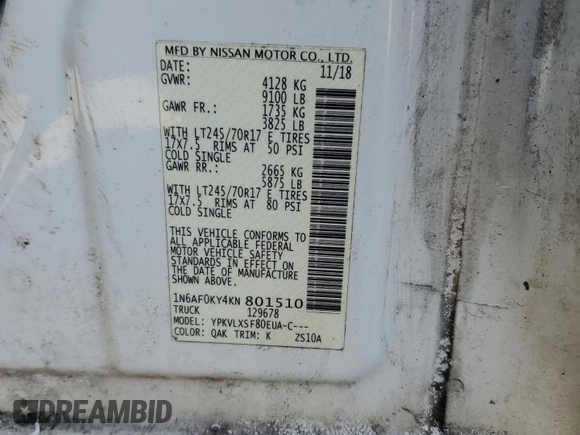 MFD BY NISSAN MOTOR CO., LTD.
DATE: 11/18
GVWR: 4128 KG
9100 LB
GAWR FR.: 1735 KG
3825 LB
WITH LT245/70R17 E TIRES
17X7.5 RIMS AT 50 PSI
COLD SINGLE
GAWR RR.: 2665 KG
5875 LB
WITH LT245/70R17 E TIRES
17X7.5 RIMS AT 80 PSI
COLD SINGLE
THIS VEHICLE CONFORMS TO
ALL APPLICABLE FEDERAL
MOTOR VEHICLE SAFETY
STANDARDS IN EFFECT ON
THE DATE OF MANUFACTURE
SHOWN ABOVE.
1N6AF0KY4KN801510
TRUCK 129678
MODEL: YPKVLXSF80EUA-C---
COLOR: QAK TRIM: K ZS10A
DREAMBID